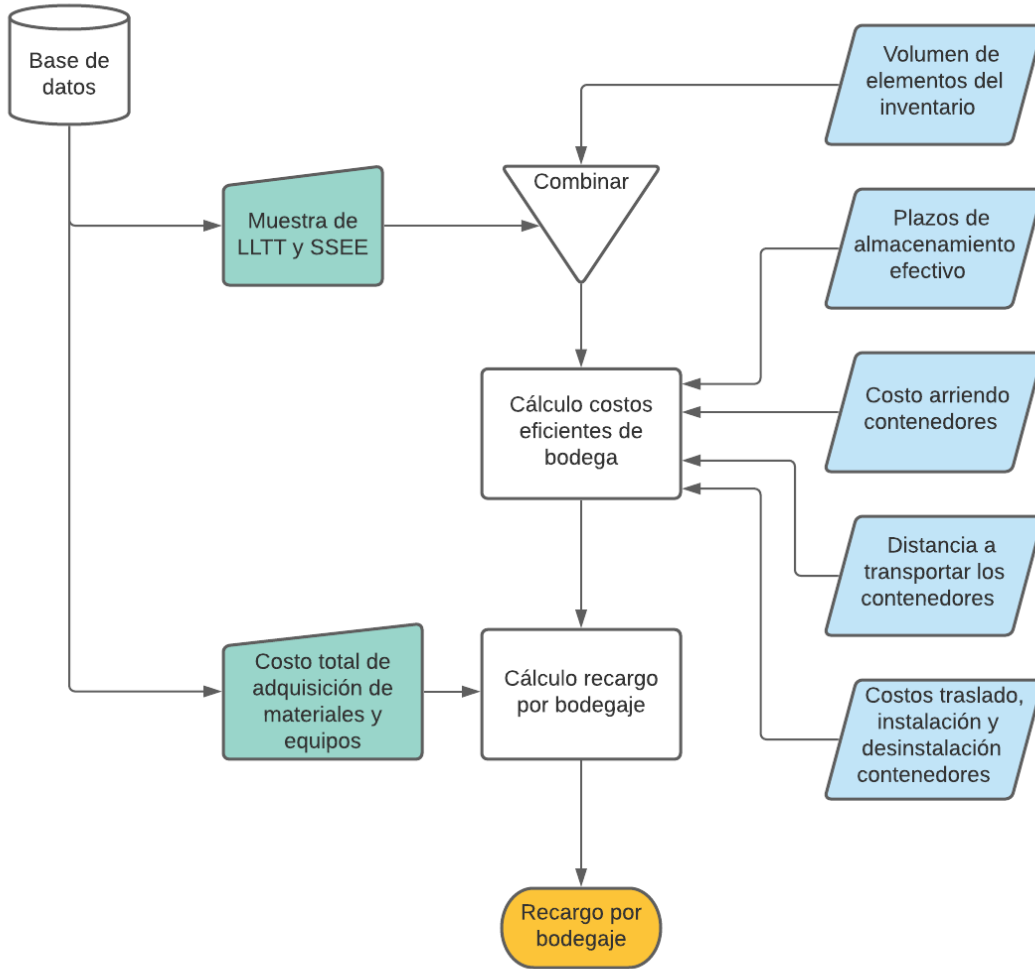 Base de
datos
Volumen de
elementos del
inventario
Combinar
Muestra de
LLTT y SSEE
Plazos de
almacenamiento
efectivo
Cálculo costos
eficientes de
bodega
Costo arriendo
contenedores
Distancia a
transportar los
contenedores
Costo total de
adquisición de
materiales y
equipos
Cálculo recargo
por bodegaje
Costos traslado,
instalación y
desinstalación
contenedores
Recargo por
bodegaje